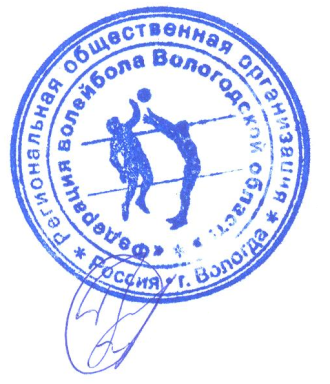 * Региональная общественная организация *
«Федерация волейбола Вологодской области» *
Россия * г. Вологда